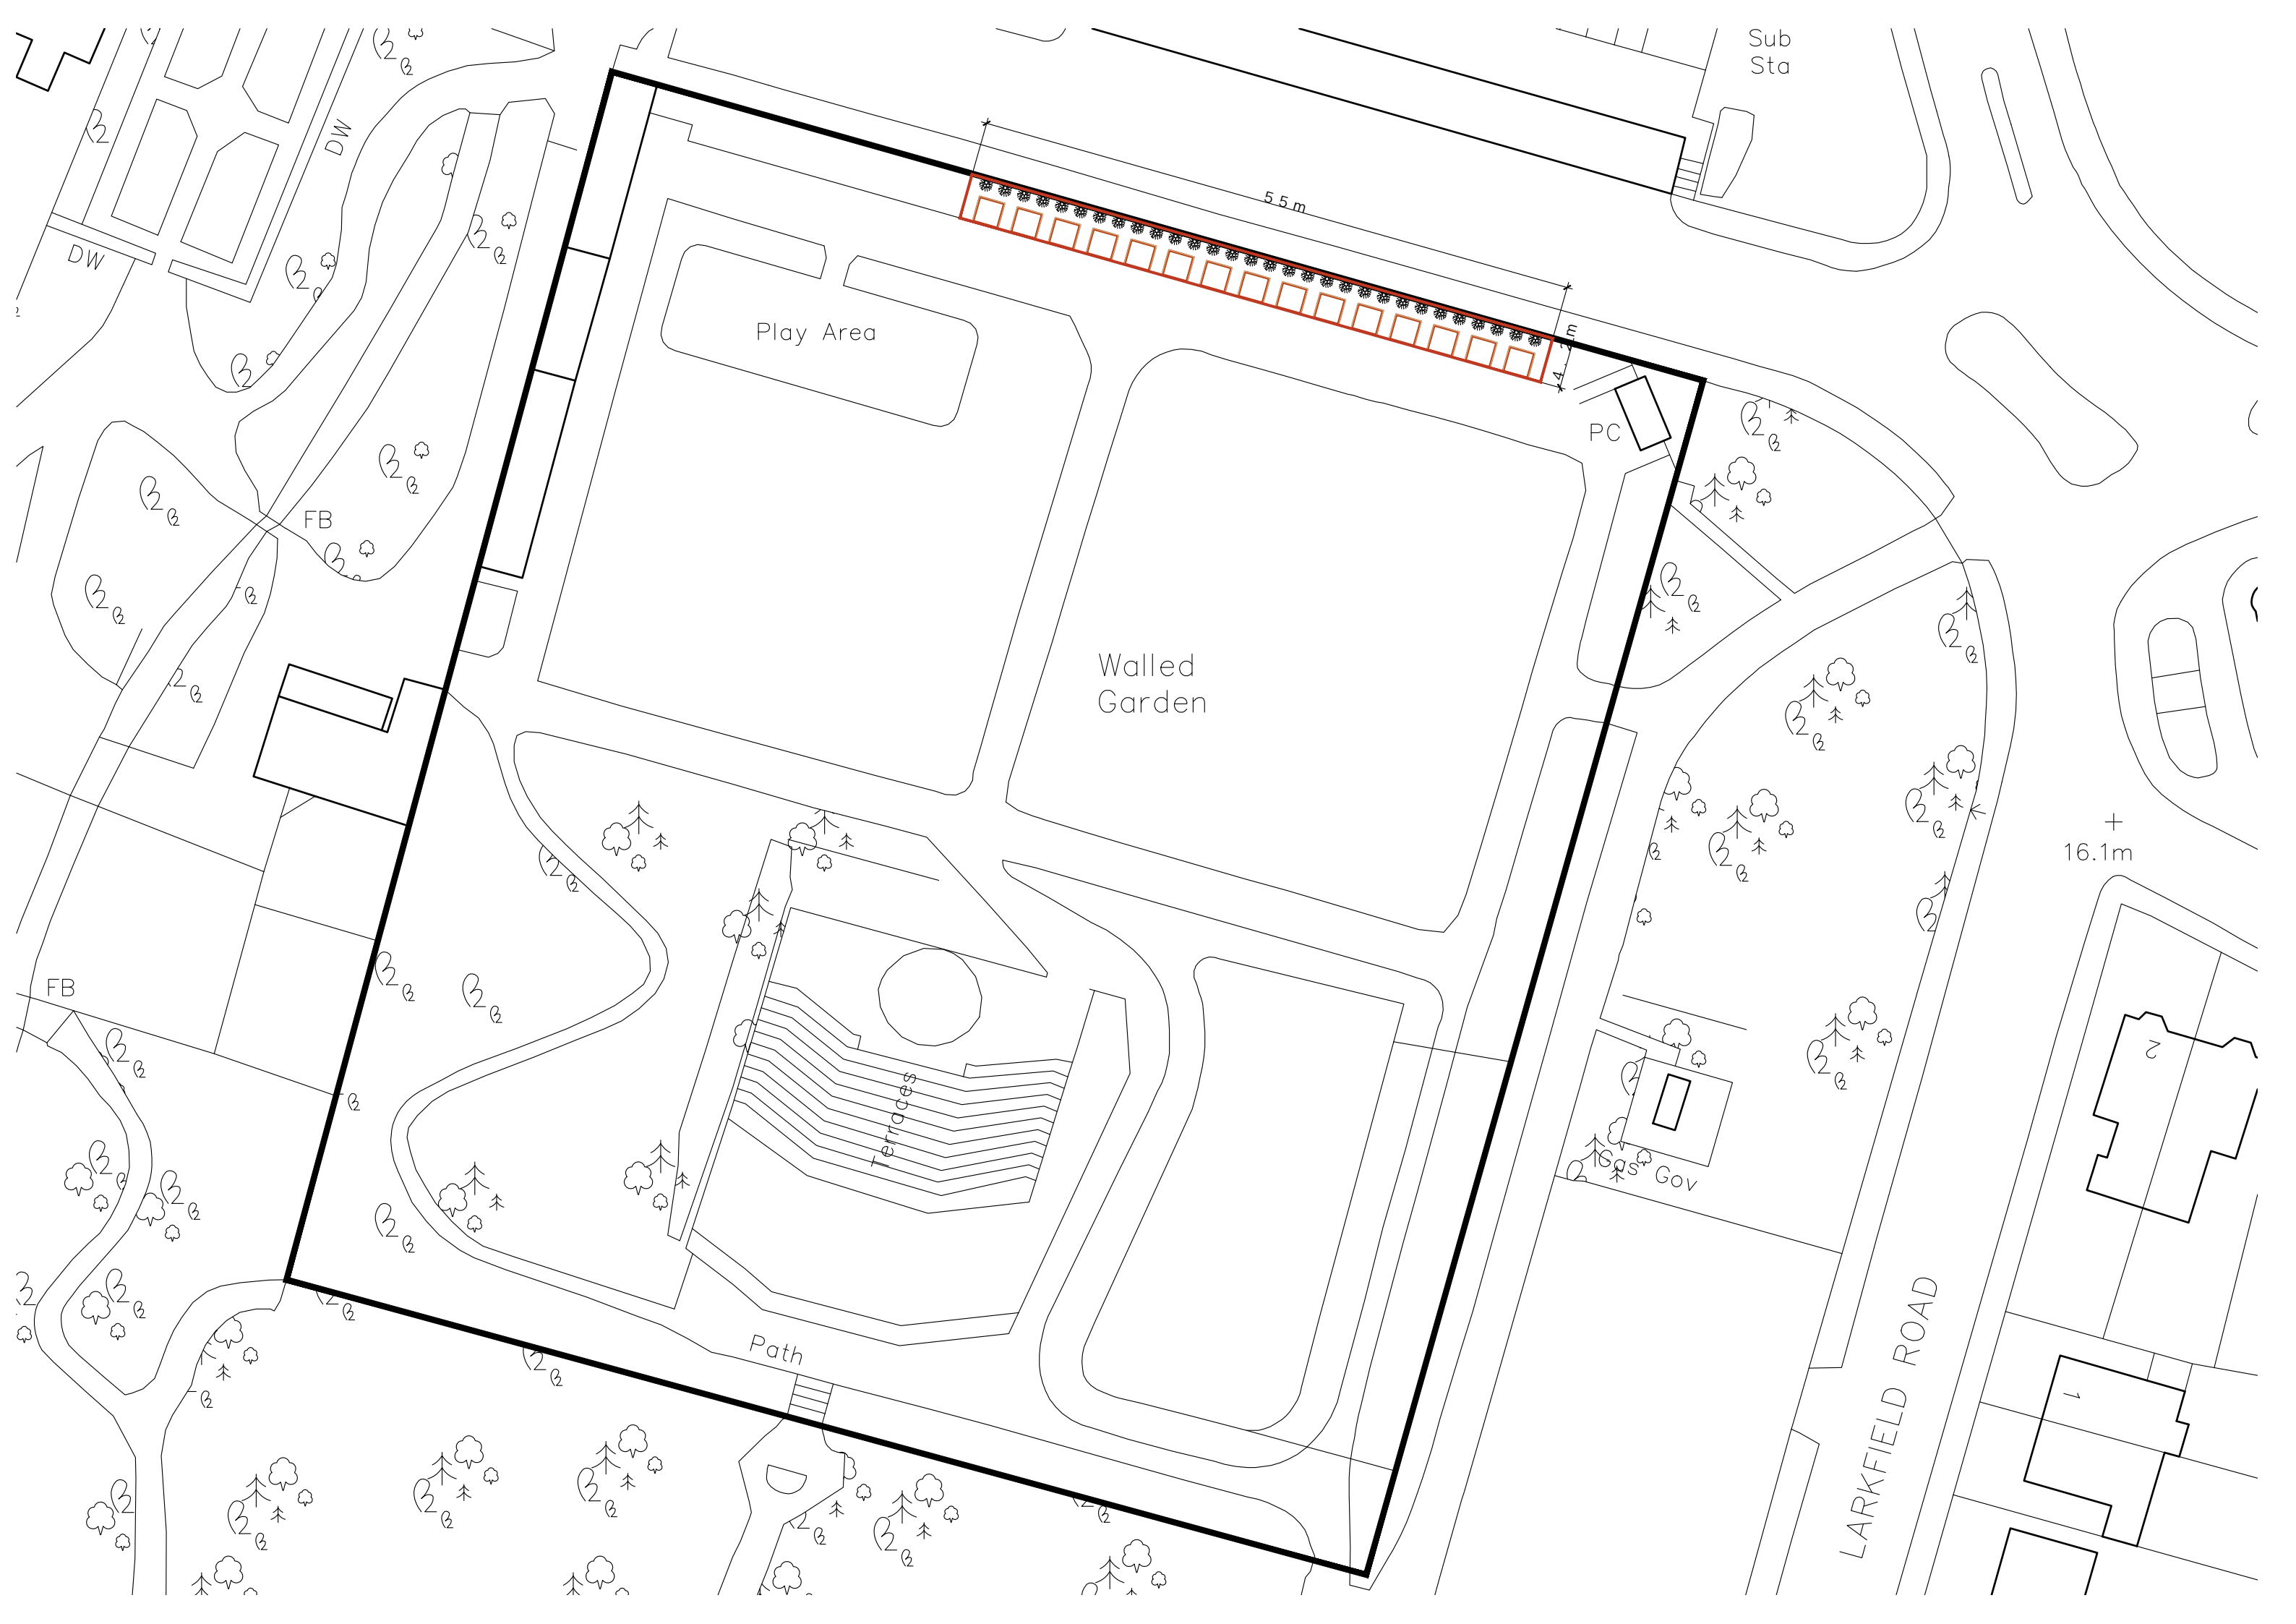 Sub
Sta
DW
DW
55m
4.2m
Play Area
PC
FB
Walled
Garden
16.1m
FB
Terraces
2
Gas Gov
Path
LARKFIELD ROAD
1